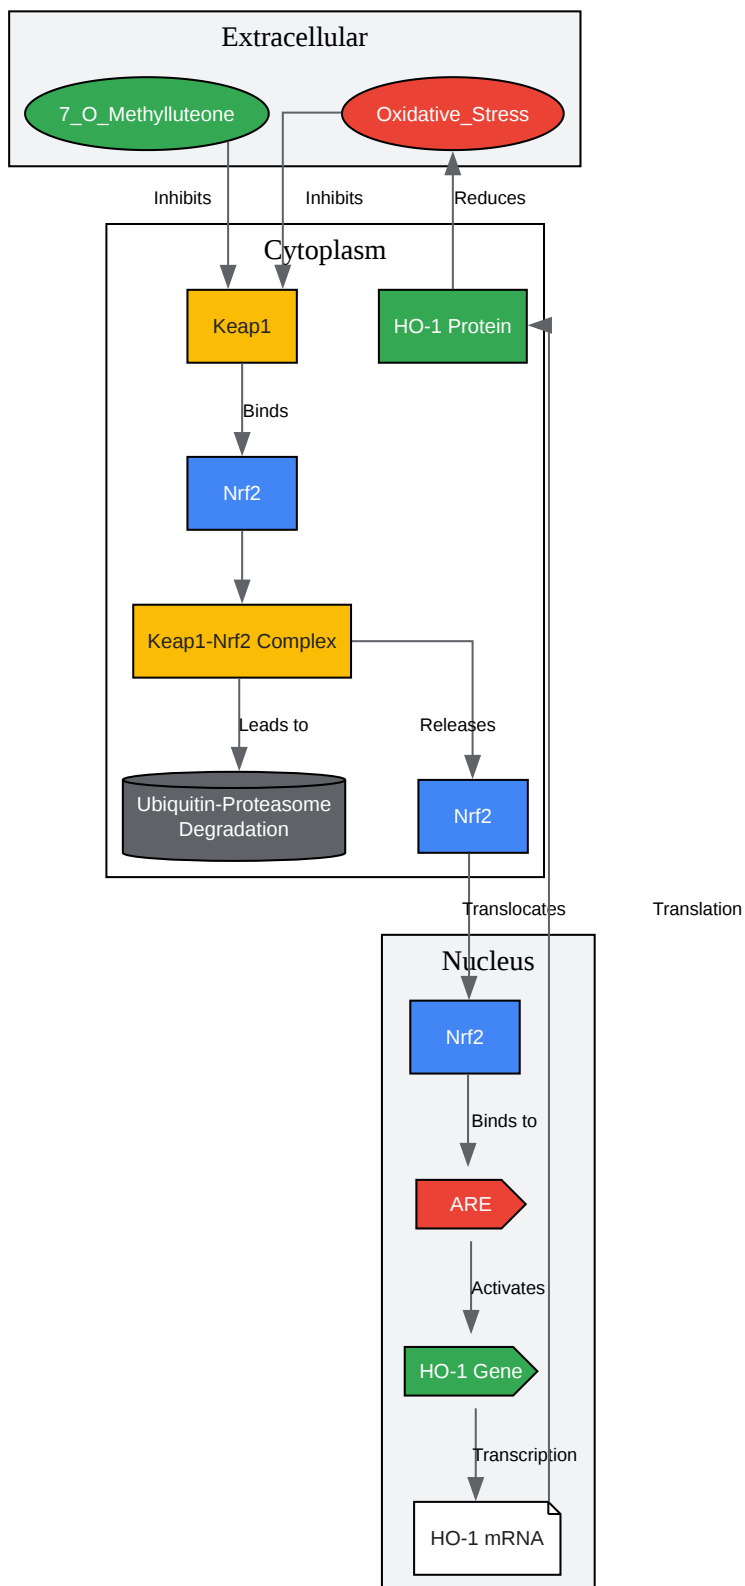 Extracellular
7_O_Methylluteone
Oxidative_Stress
Inhibits
Inhibits
Reduces
Cytoplasm
Keap1
HO-1 Protein
Binds
Nrf2
Keap1-Nrf2 Complex
Leads to
Releases
Ubiquitin-Proteasome
Degradation
Nrf2
Translocates
Translation
Nucleus
Nrf2
Binds to
ARE
Activates
HO-1 Gene
Transcription
HO-1 mRNA